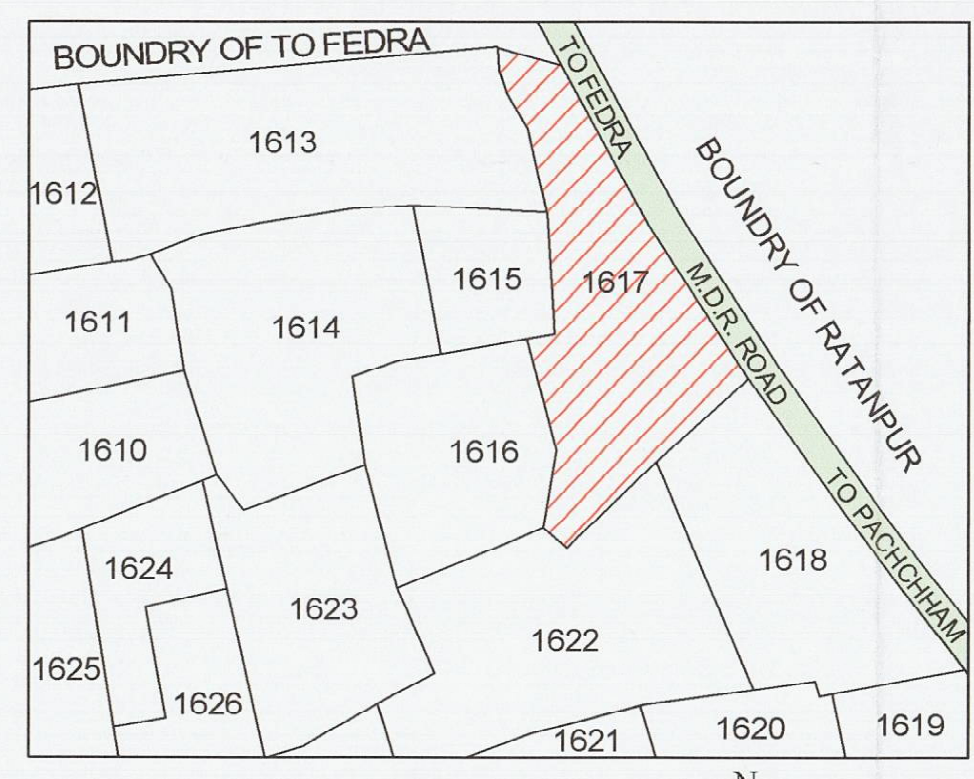 BOUNDRY OF TO FEDRA
TO FEDRA
1613
1612
BOUNDRY OF RATANPUR
1615
1617
M.D.R. ROAD
1611
1614
1610
1616
TO PACHCHHAM
1624
1618
1623
1622
1625
1626
1621
1620
1619
N